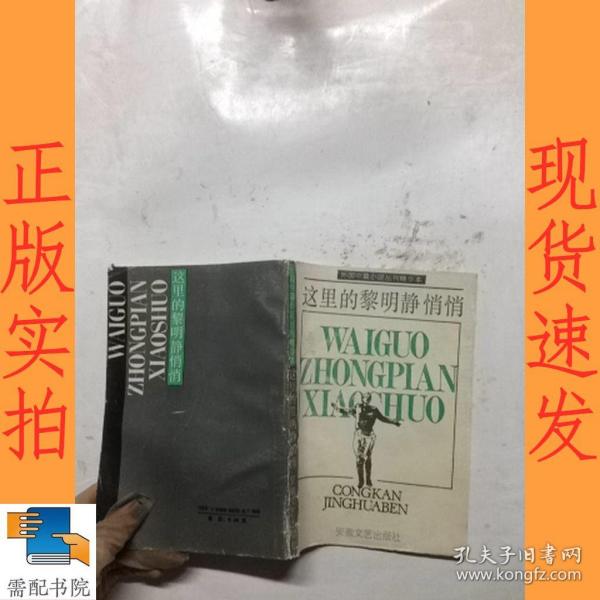 正版实拍
现货速发
外国中篇小说丛刊精华本
这里的黎明静悄悄
WAIGUO
ZHONGPIAN
XIAOSHUO
CONGKAN
JINGHUABEN
安徽文艺出版社
WAIGUO
ZHONGPIAN
XIAOSHUO
这里的黎明静悄悄
需配书院
孔夫子旧书网
www.kongfz.com